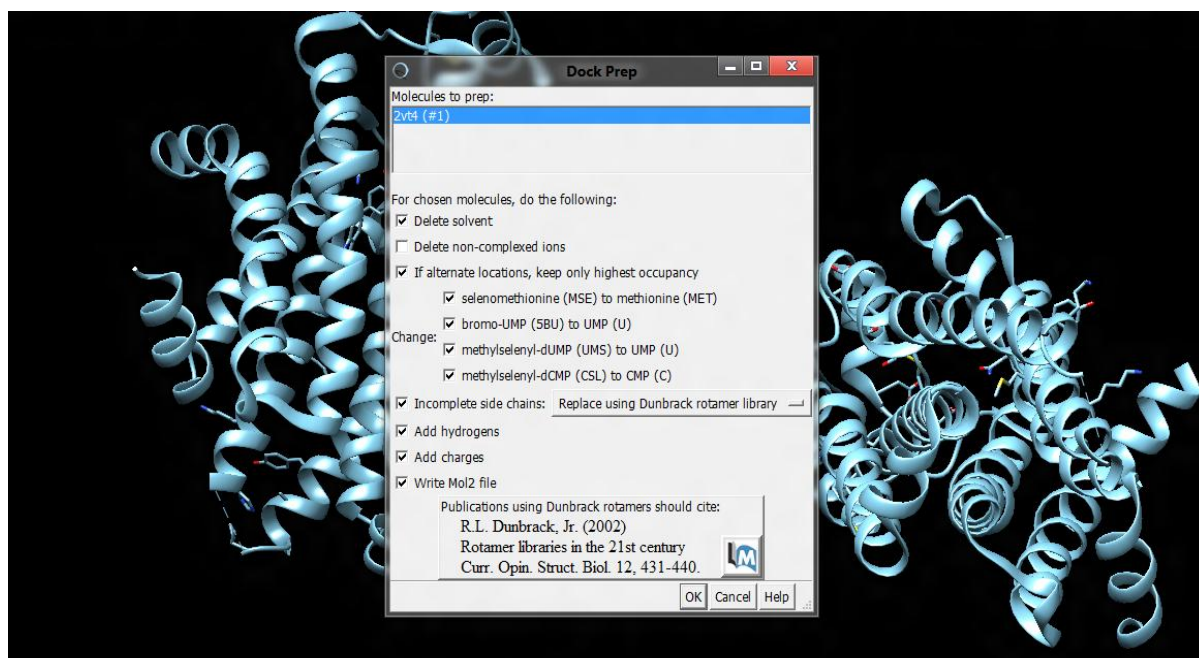 Dock Prep
Molecules to prep:
2vt4 (#1)
For chosen molecules, do the following:
Delete solvent
Delete non-complexed ions
If alternate locations, keep only highest occupancy
selenomethionine (MSE) to methionine (MET)
bromo-UMP (5BU) to UMP (U)
Change:
methylselenyl-dUMP (UMS) to UMP (U)
methylselenyl-dCMP (CSL) to CMP (C)
Incomplete side chains: Replace using Dunbrack rotamer library
Add hydrogens
Add charges
Write Mol2 file
Publications using Dunbrack rotamers should cite:
R.L. Dunbrack, Jr. (2002)
Rotamer libraries in the 21st century
Curr. Opin. Struct. Biol. 12, 431-440.
OK Cancel Help